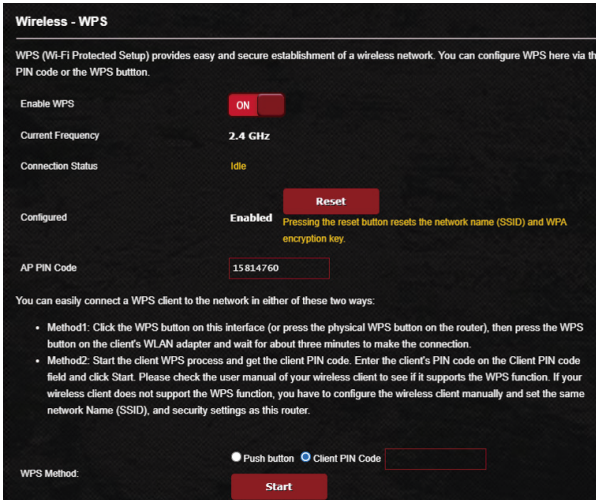 Wireless - WPS
WPS (Wi-Fi Protected Setup) provides easy and secure establishment of a wireless network. You can configure WPS here via th
PIN code or the WPS buttton.
Enable WPS ON
Current Frequency 2.4 GHz
Connection Status Idle
Reset
Configured Enabled Pressing the reset button resets the network name (SSID) and WPA
encryption key.
AP PIN Code 15814760
You can easily connect a WPS client to the network in either of these two ways:
• Method1: Click the WPS button on this interface (or press the physical WPS button on the router), then press the WPS
button on the client's WLAN adapter and wait for about three minutes to make the connection.
• Method2: Start the client WPS process and get the client PIN code. Enter the client's PIN code on the Client PIN code
field and click Start. Please check the user manual of your wireless client to see if it supports the WPS function. If your
wireless client does not support the WPS function, you have to configure the wireless client manually and set the same
network Name (SSID), and security settings as this router.
Push button Client PIN Code
WPS Method:
Start